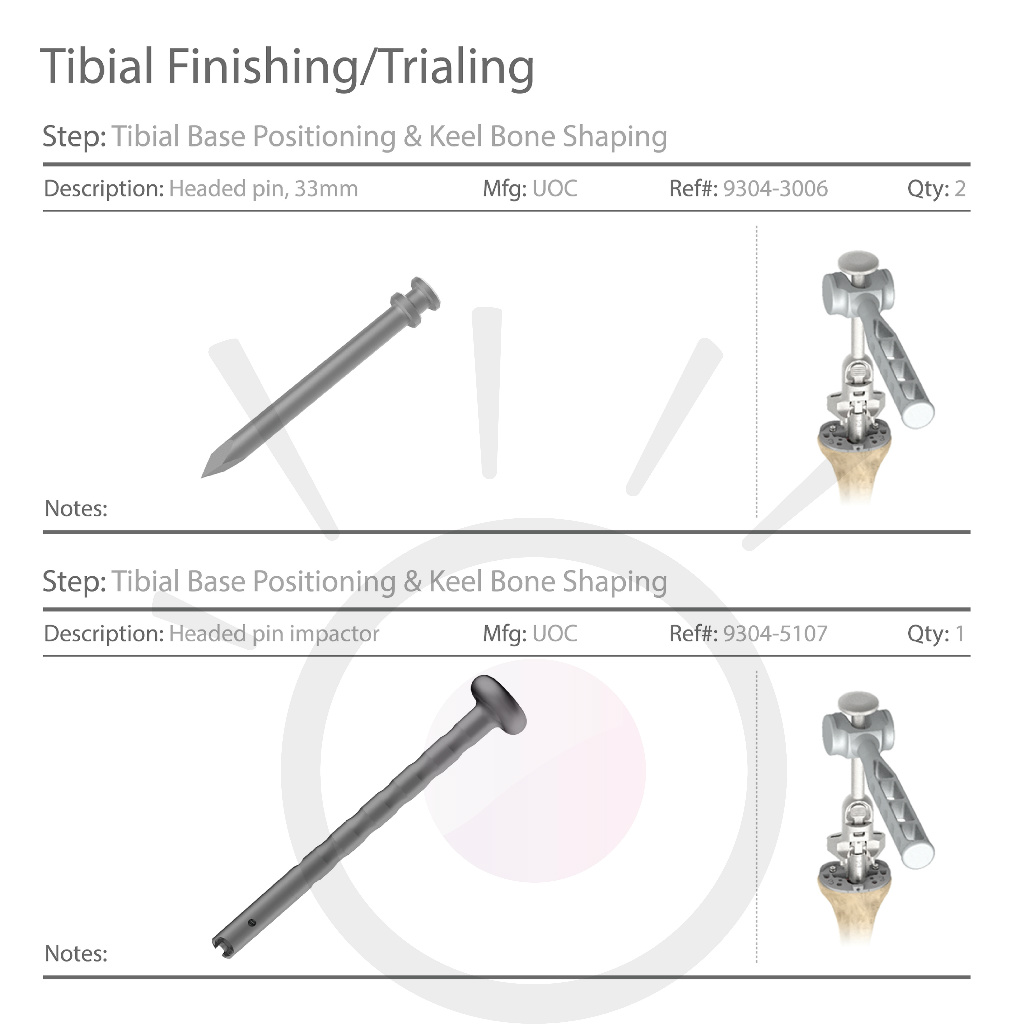 Tibial Finishing/Trialing
Step: Tibial Base Positioning & Keel Bone Shaping
Description: Headed pin, 33mm Mfg: UOC Ref#: 9304-3006 Qty: 2
Notes:
Step: Tibial Base Positioning & Keel Bone Shaping
Description: Headed pin impactor Mfg: UOC Ref#: 9304-5107 Qty: 1
Notes: